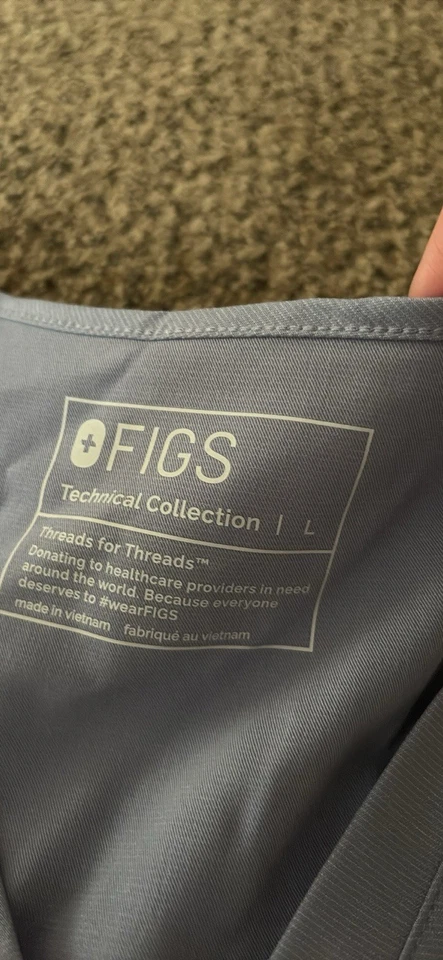 FIGS
Technical Collection | L
Threads for Threads™
Donating to healthcare providers in need
around the world. Because everyone
deserves to #wearFIGS
made in vietnam fabriqué au vietnam